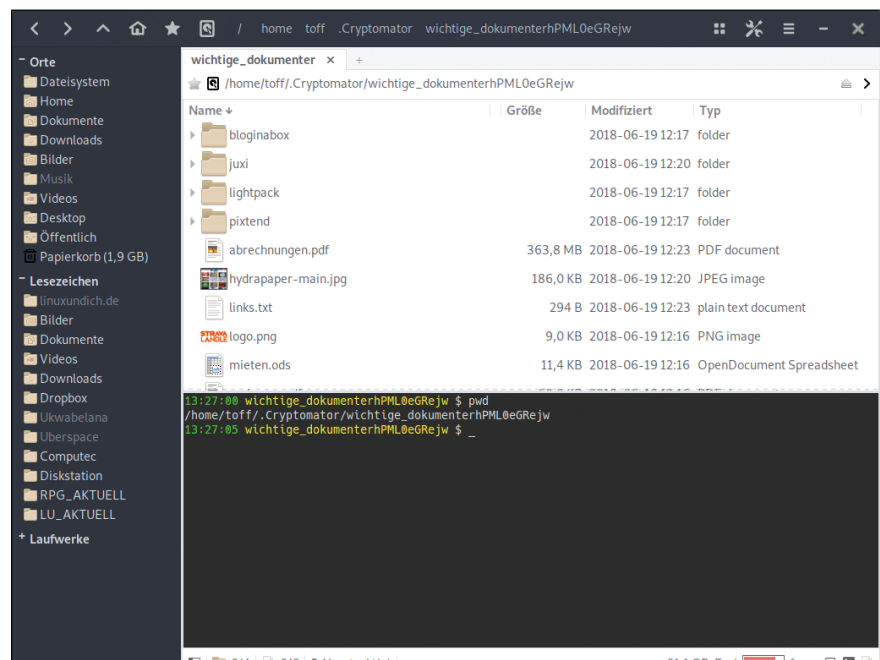 / home toff .Cryptomator wichtige_dokumenterhPML0eGRejw
− Orte
Dateisystem
Home
Dokumente
Downloads
Bilder
Musik
Videos
Desktop
Öffentlich
Papierkorb (1,9 GB)
− Lesezeichen
linuxundich.de
Bilder
Dokumente
Videos
Downloads
Dropbox
Ukwabelana
Uberspace
Computec
Diskstation
RPG_AKTUELL
LU_AKTUELL
+ Laufwerke
wichtige_dokumenter × +
/home/toff/.Cryptomator/wichtige_dokumenterhPML0eGRejw
Name Größe Modifiziert Typ
bloginabox 2018-06-19 12:17 folder
juxi 2018-06-19 12:20 folder
lightpack 2018-06-19 12:17 folder
pixtend 2018-06-19 12:17 folder
abrechnungen.pdf 363,8 MB 2018-06-19 12:23 PDF document
hydrapaper-main.jpg 186,0 KB 2018-06-19 12:20 JPEG image
links.txt 294 B 2018-06-19 12:23 plain text document
logo.png 9,0 KB 2018-06-19 12:16 PNG image
mieten.ods 11,4 KB 2018-06-19 12:16 OpenDocument Spreadsheet
13:27:00 wichtige_dokumenterhPML0eGRejw $ pwd
/home/toff/.Cryptomator/wichtige_dokumenterhPML0eGRejw
13:27:05 wichtige_dokumenterhPML0eGRejw $ _